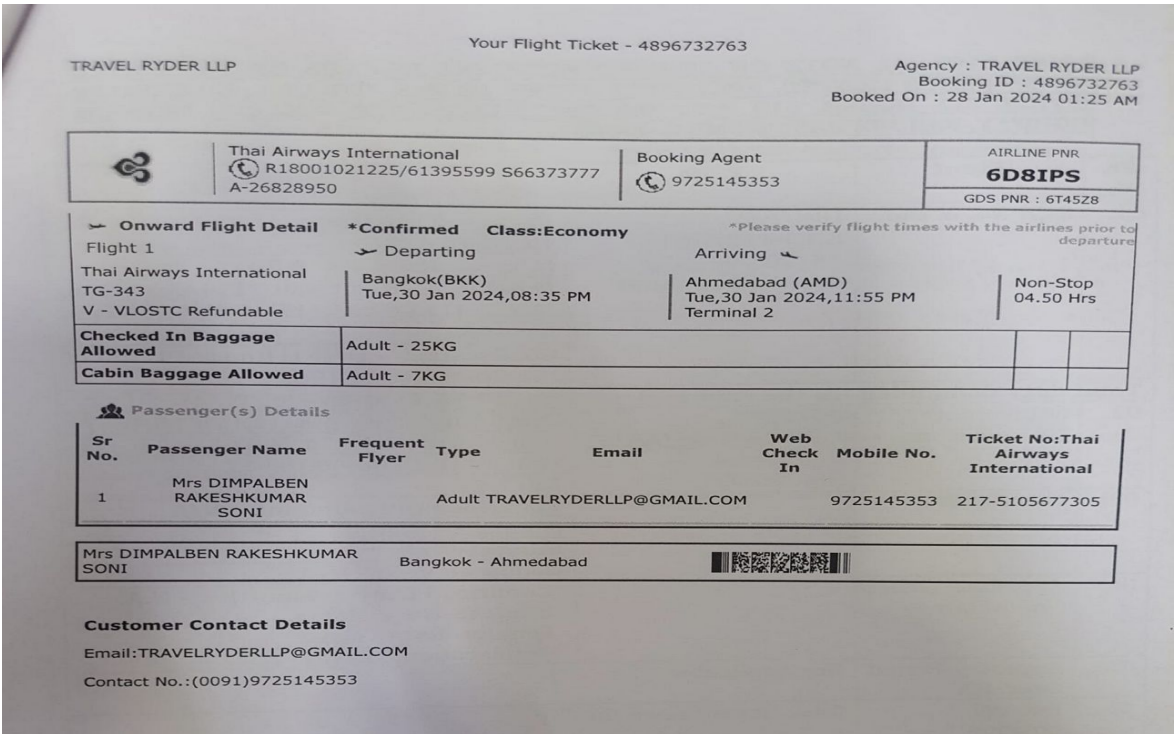 Your Flight Ticket - 4896732763
TRAVEL RYDER LLP
Agency : TRAVEL RYDER LLP
Booking ID : 4896732763
Booked On : 28 Jan 2024 01:25 AM
Thai Airways International
R18001021225/61395599 S66373777
A-26828950
Booking Agent
9725145353
AIRLINE PNR
6D8IPS
GDS PNR : 6T45Z8
Onward Flight Detail *Confirmed Class:Economy
*Please verify flight times with the airlines prior to
departure
Flight 1 Departing Arriving
Thai Airways International
TG-343
V - VLOSTC Refundable
Bangkok(BKK)
Tue,30 Jan 2024,08:35 PM
Ahmedabad (AMD)
Tue,30 Jan 2024,11:55 PM
Terminal 2
Non-Stop
04.50 Hrs
Checked In Baggage
Allowed
Adult - 25KG
Cabin Baggage Allowed Adult - 7KG
Passenger(s) Details
Sr
No.
Passenger Name
Frequent
Flyer
Type
Email
Web
Check
In
Mobile No.
Ticket No:Thai
Airways
International
1
Mrs DIMPALBEN
RAKESHKUMAR
SONI
Adult TRAVELRYDERLLP@GMAIL.COM 9725145353 217-5105677305
Mrs DIMPALBEN RAKESHKUMAR
SONI
Bangkok - Ahmedabad
Customer Contact Details
Email:TRAVELRYDERLLP@GMAIL.COM
Contact No.:(0091)9725145353